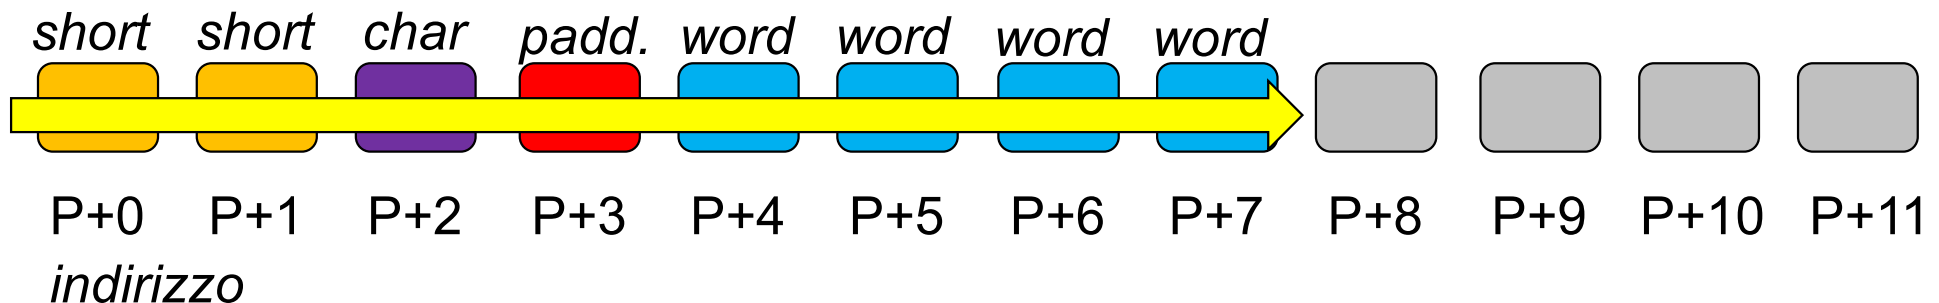 short short char padd. word word word word
P+0 P+1 P+2 P+3 P+4 P+5 P+6 P+7 P+8 P+9 P+10 P+11
indirizzo